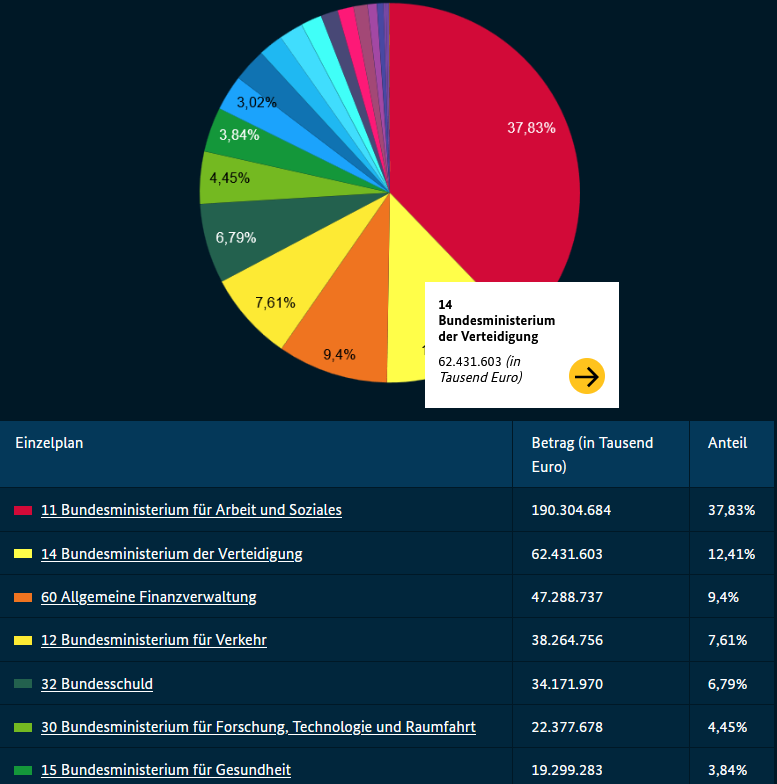 3,02%
37,83%
3,84%
4,45%
6,79%
7,61%
9,4%
14
Bundesministerium
der Verteidigung
62.431.603 (in
Tausend Euro)
Einzelplan Betrag (in Tausend Euro) Anteil
11 Bundesministerium für Arbeit und Soziales 190.304.684 37,83%
14 Bundesministerium der Verteidigung 62.431.603 12,41%
60 Allgemeine Finanzverwaltung 47.288.737 9,4%
12 Bundesministerium für Verkehr 38.264.756 7,61%
32 Bundesschuld 34.171.970 6,79%
30 Bundesministerium für Forschung, Technologie und Raumfahrt 22.377.678 4,45%
15 Bundesministerium für Gesundheit 19.299.283 3,84%